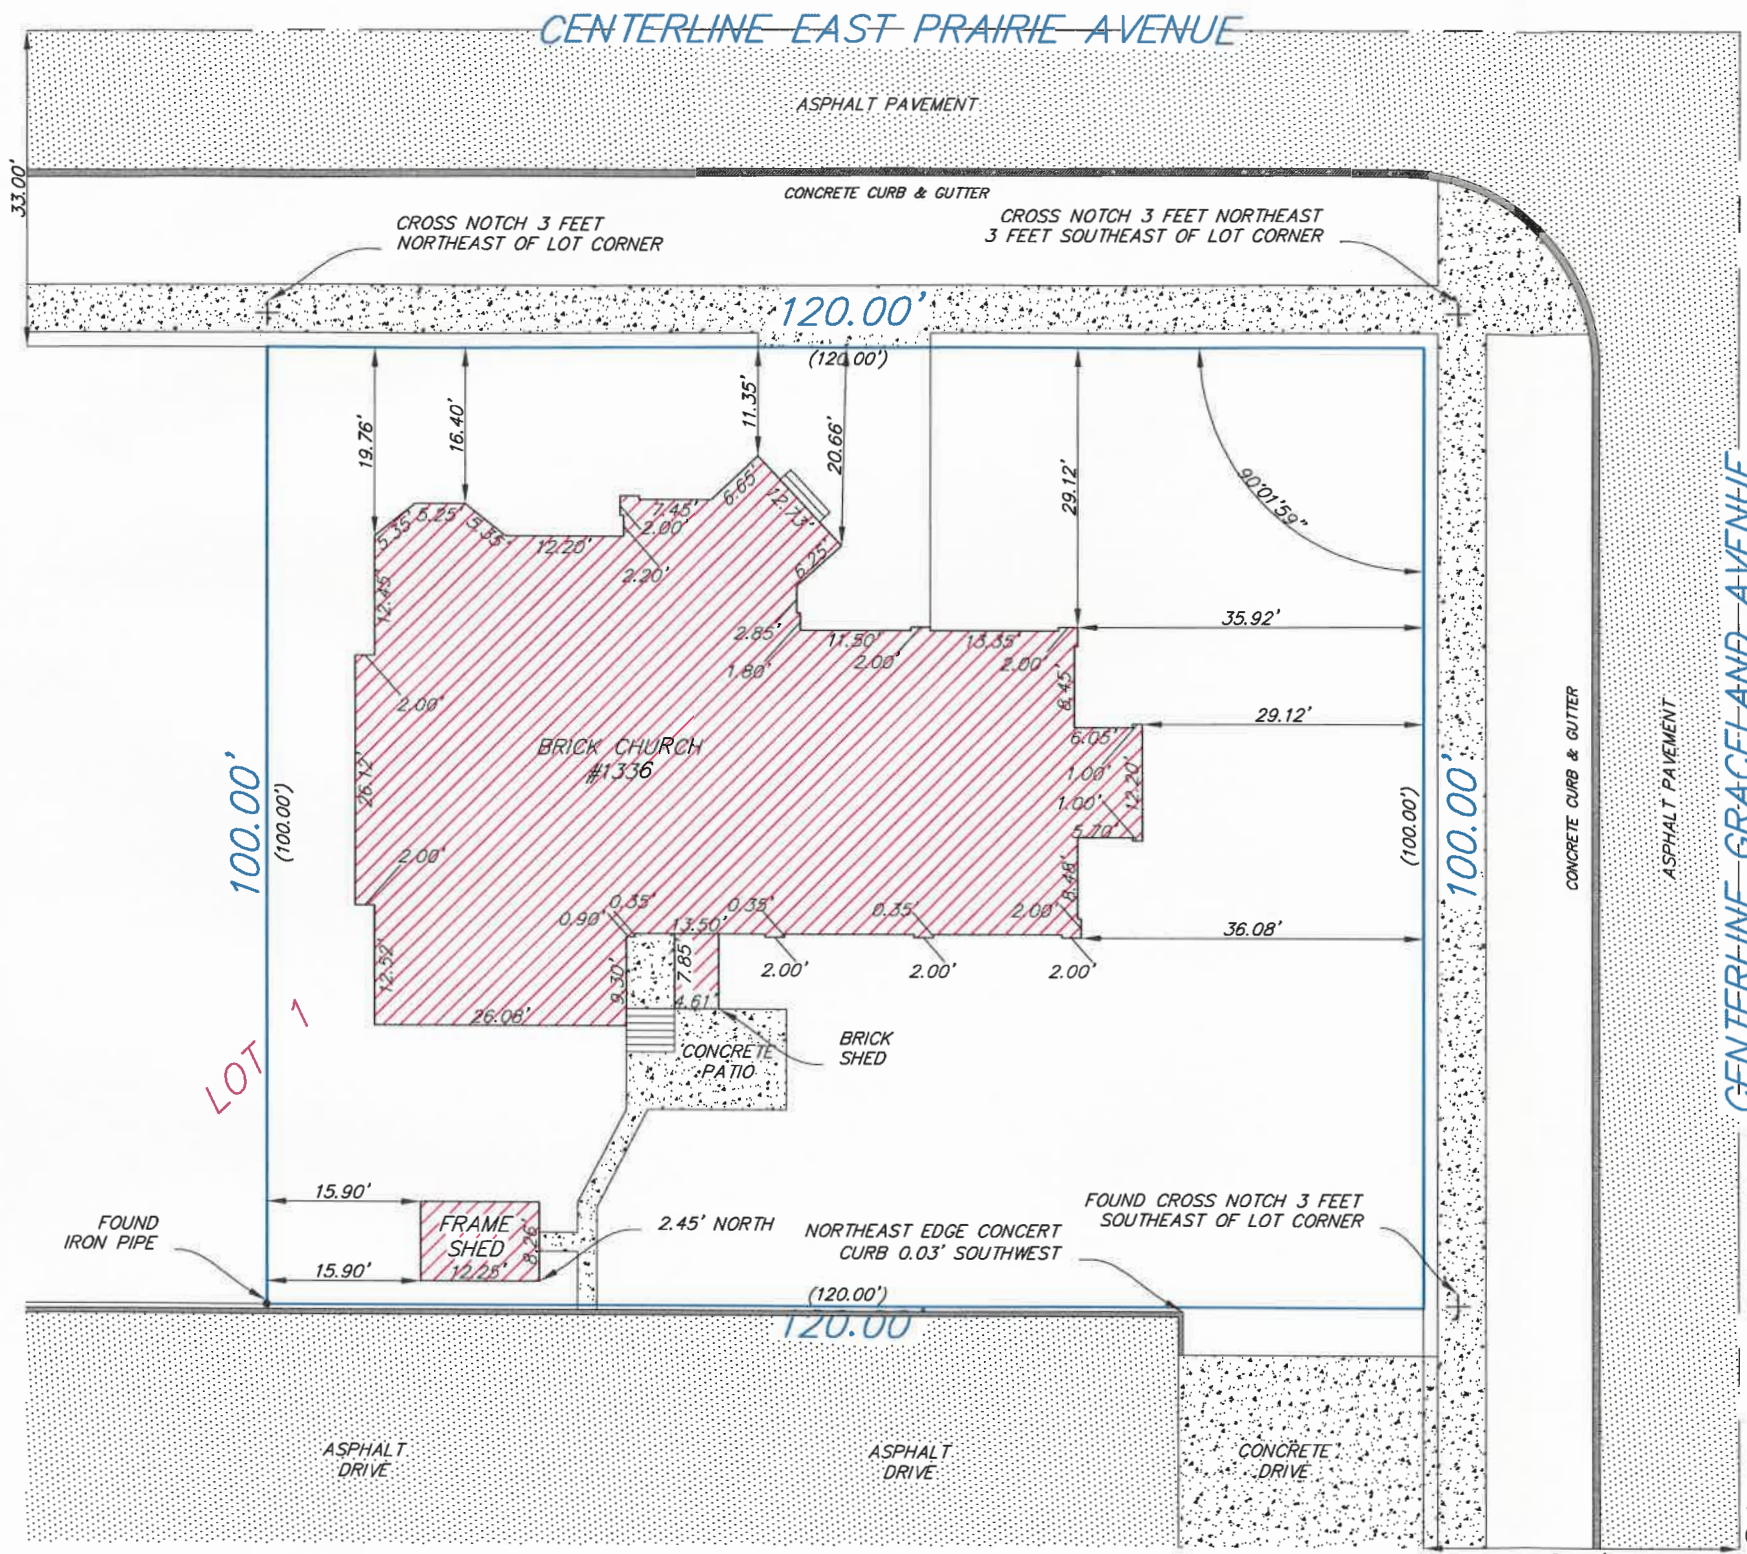 CENTERLINE EAST PRAIRIE AVENUE
ASPHALT PAVEMENT
33.00'
CONCRETE CURB & GUTTER
CROSS NOTCH 3 FEET
NORTHEAST OF LOT CORNER
CROSS NOTCH 3 FEET NORTHEAST
3 FEET SOUTHEAST OF LOT CORNER
120.00'
(120.00')
19.76'
16.40'
11.35'
20.66'
29.12'
90°01'59"
5.35'
5.25'
5.35'
12.20'
7.45'
2.00'
2.20'
6.65'
12.73'
6.25'
12.45'
2.85'
1.80'
11.50'
2.00'
13.35'
2.00'
35.92'
8.45'
29.12'
6.05'
1.00'
12.20'
1.00'
5.70'
2.00'
BRICK CHURCH
#1336
26.12'
100.00'
(100.00')
(100.00')
100.00'
CONCRETE CURB & GUTTER
ASPHALT PAVEMENT
CENTERLINE GRACELAND AVENUE
2.00'
8.48'
0.90'
0.35'
13.50'
0.35'
0.35'
2.00'
36.08'
12.52'
9.30'
7.85'
2.00'
2.00'
2.00'
26.08'
4.61'
LOT 1
CONCRETE
PATIO
BRICK
SHED
15.90'
FRAME
SHED
8.26'
12.25'
15.90'
2.45' NORTH
FOUND
IRON PIPE
NORTHEAST EDGE CONCERT
CURB 0.03' SOUTHWEST
FOUND CROSS NOTCH 3 FEET
SOUTHEAST OF LOT CORNER
(120.00')
120.00
ASPHALT
DRIVE
ASPHALT
DRIVE
CONCRETE
DRIVE